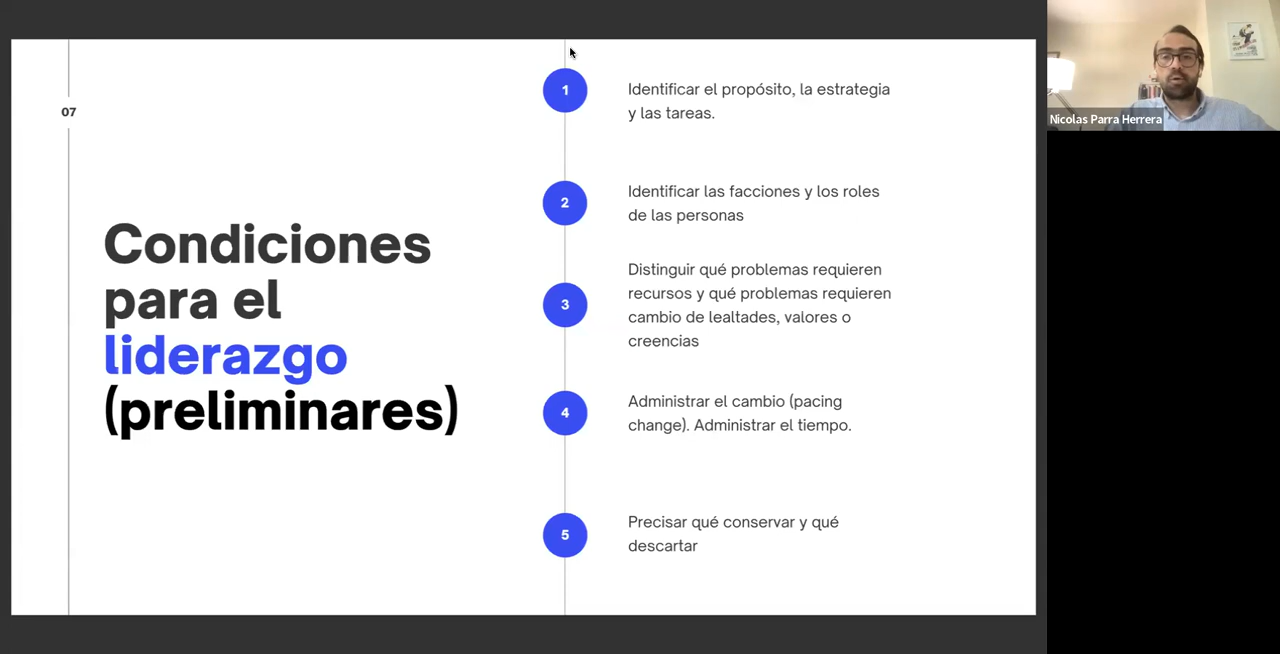 07
Condiciones
para el
liderazgo
(preliminares)
1
Identificar el propósito, la estrategia
y las tareas.
2
Identificar las facciones y los roles
de las personas
3
Distinguir qué problemas requieren
recursos y qué problemas requieren
cambio de lealtades, valores o
creencias
4
Administrar el cambio (pacing
change). Administrar el tiempo.
5
Precisar qué conservar y qué
descartar
Nicolas Parra Herrera